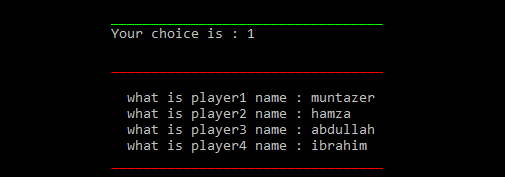 Your choice is : 1
what is player1 name : muntazer
what is player2 name : hamza
what is player3 name : abdullah
what is player4 name : ibrahim